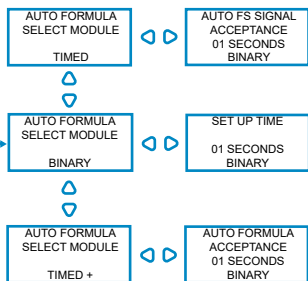 AUTO FORMULA
SELECT MODULE
TIMED
AUTO FS SIGNAL
ACCEPTANCE
01 SECONDS
BINARY
AUTO FORMULA
SELECT MODULE
BINARY
SET UP TIME
01 SECONDS
BINARY
AUTO FORMULA
SELECT MODULE
TIMED +
AUTO FORMULA
ACCEPTANCE
01 SECONDS
BINARY